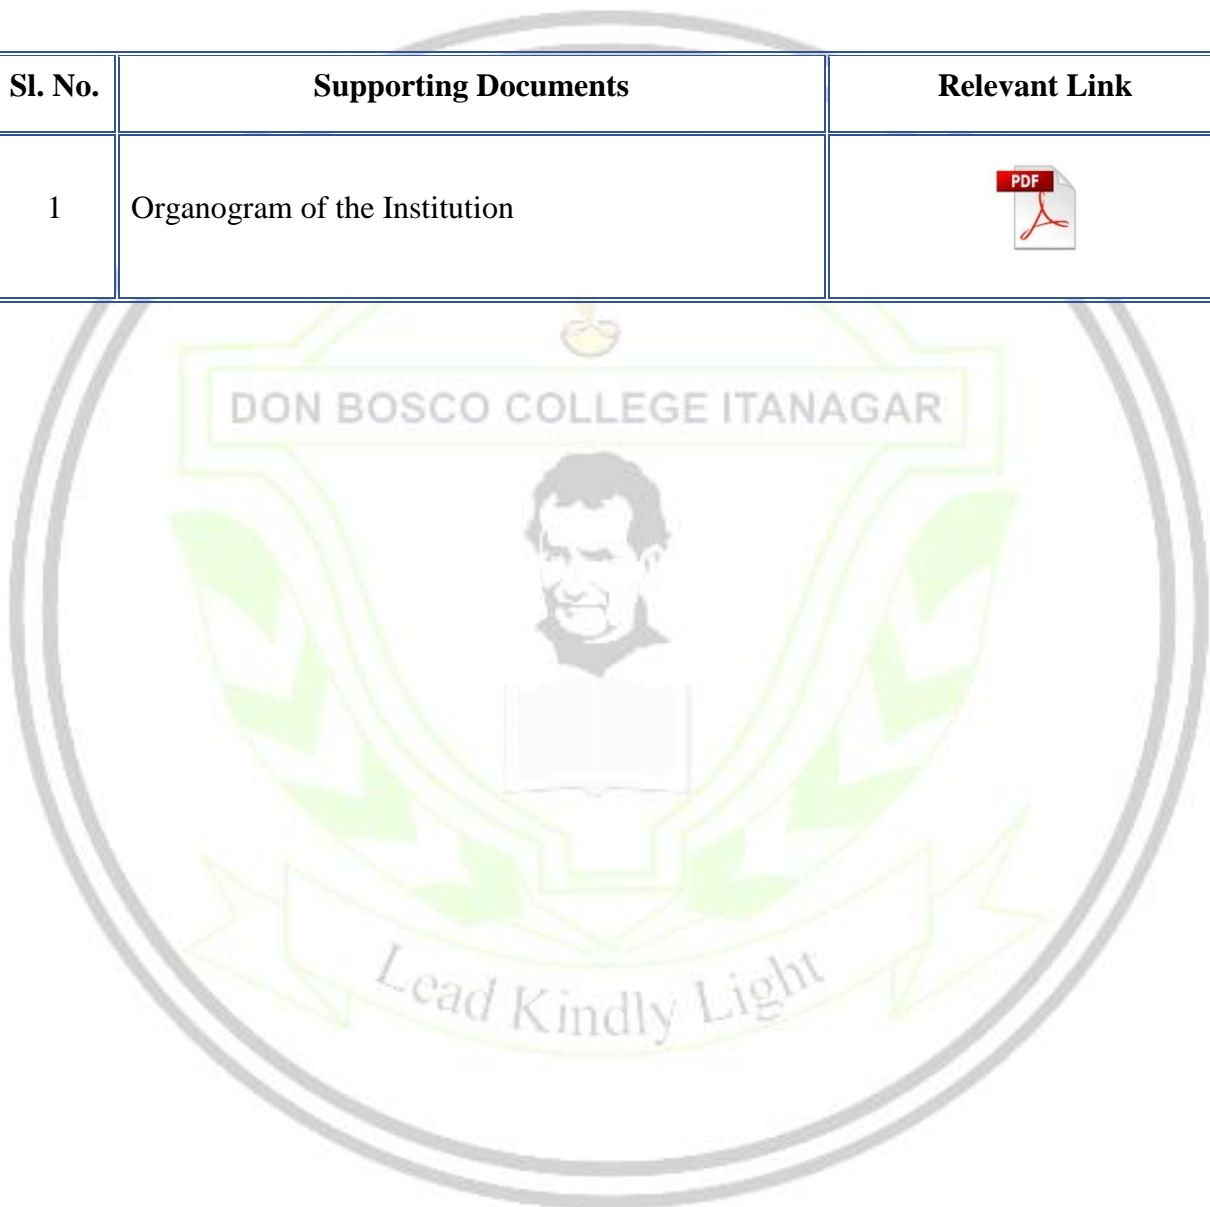 Sl. No. Supporting Documents Relevant Link
PDF
1 Organogram of the Institution
DON BOSCO COLLEGE ITANAGAR
Lead Kindly Light